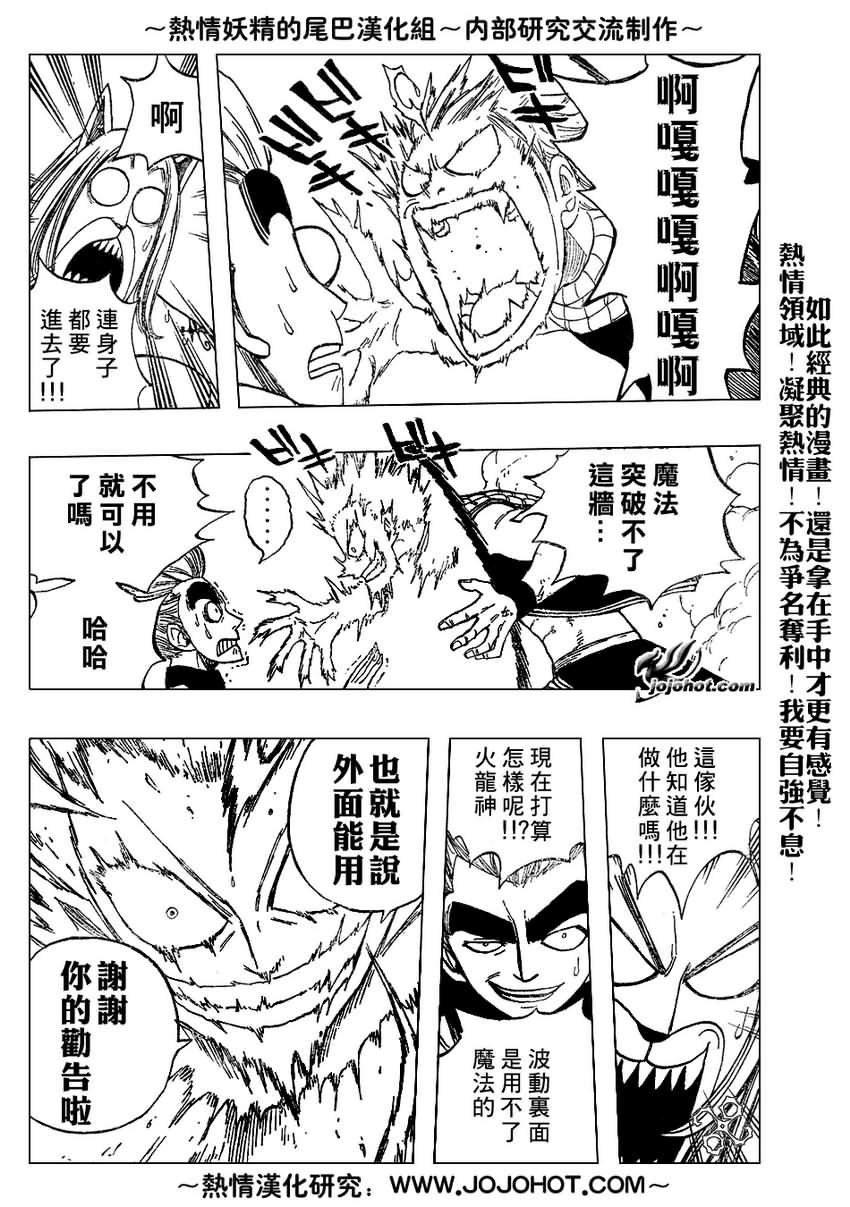 ～熱情妖精的尾巴漢化組～内部研究交流制作～
啊
嘎
嘎
嘎
啊
嘎
啊
啊
連身子
都要
進去了!!!
魔法
突破不了
這牆…
……
不用
就可以
了嗎
哈
哈
jojohot.com
這傢伙!!!
他知道他在
做什麼嗎!!!
現在打算
怎樣呢!!?
火龍神
波動裏面
是用不了
魔法的
也就是說
外面能用
謝謝
你的勸告啦
如此經典的漫畫！還是拿在手中才更有感覺！
熱情領域！凝聚熱情！不為爭名奪利！我要自強不息！
～熱情漢化研究：WWW.JOJOHOT.COM～